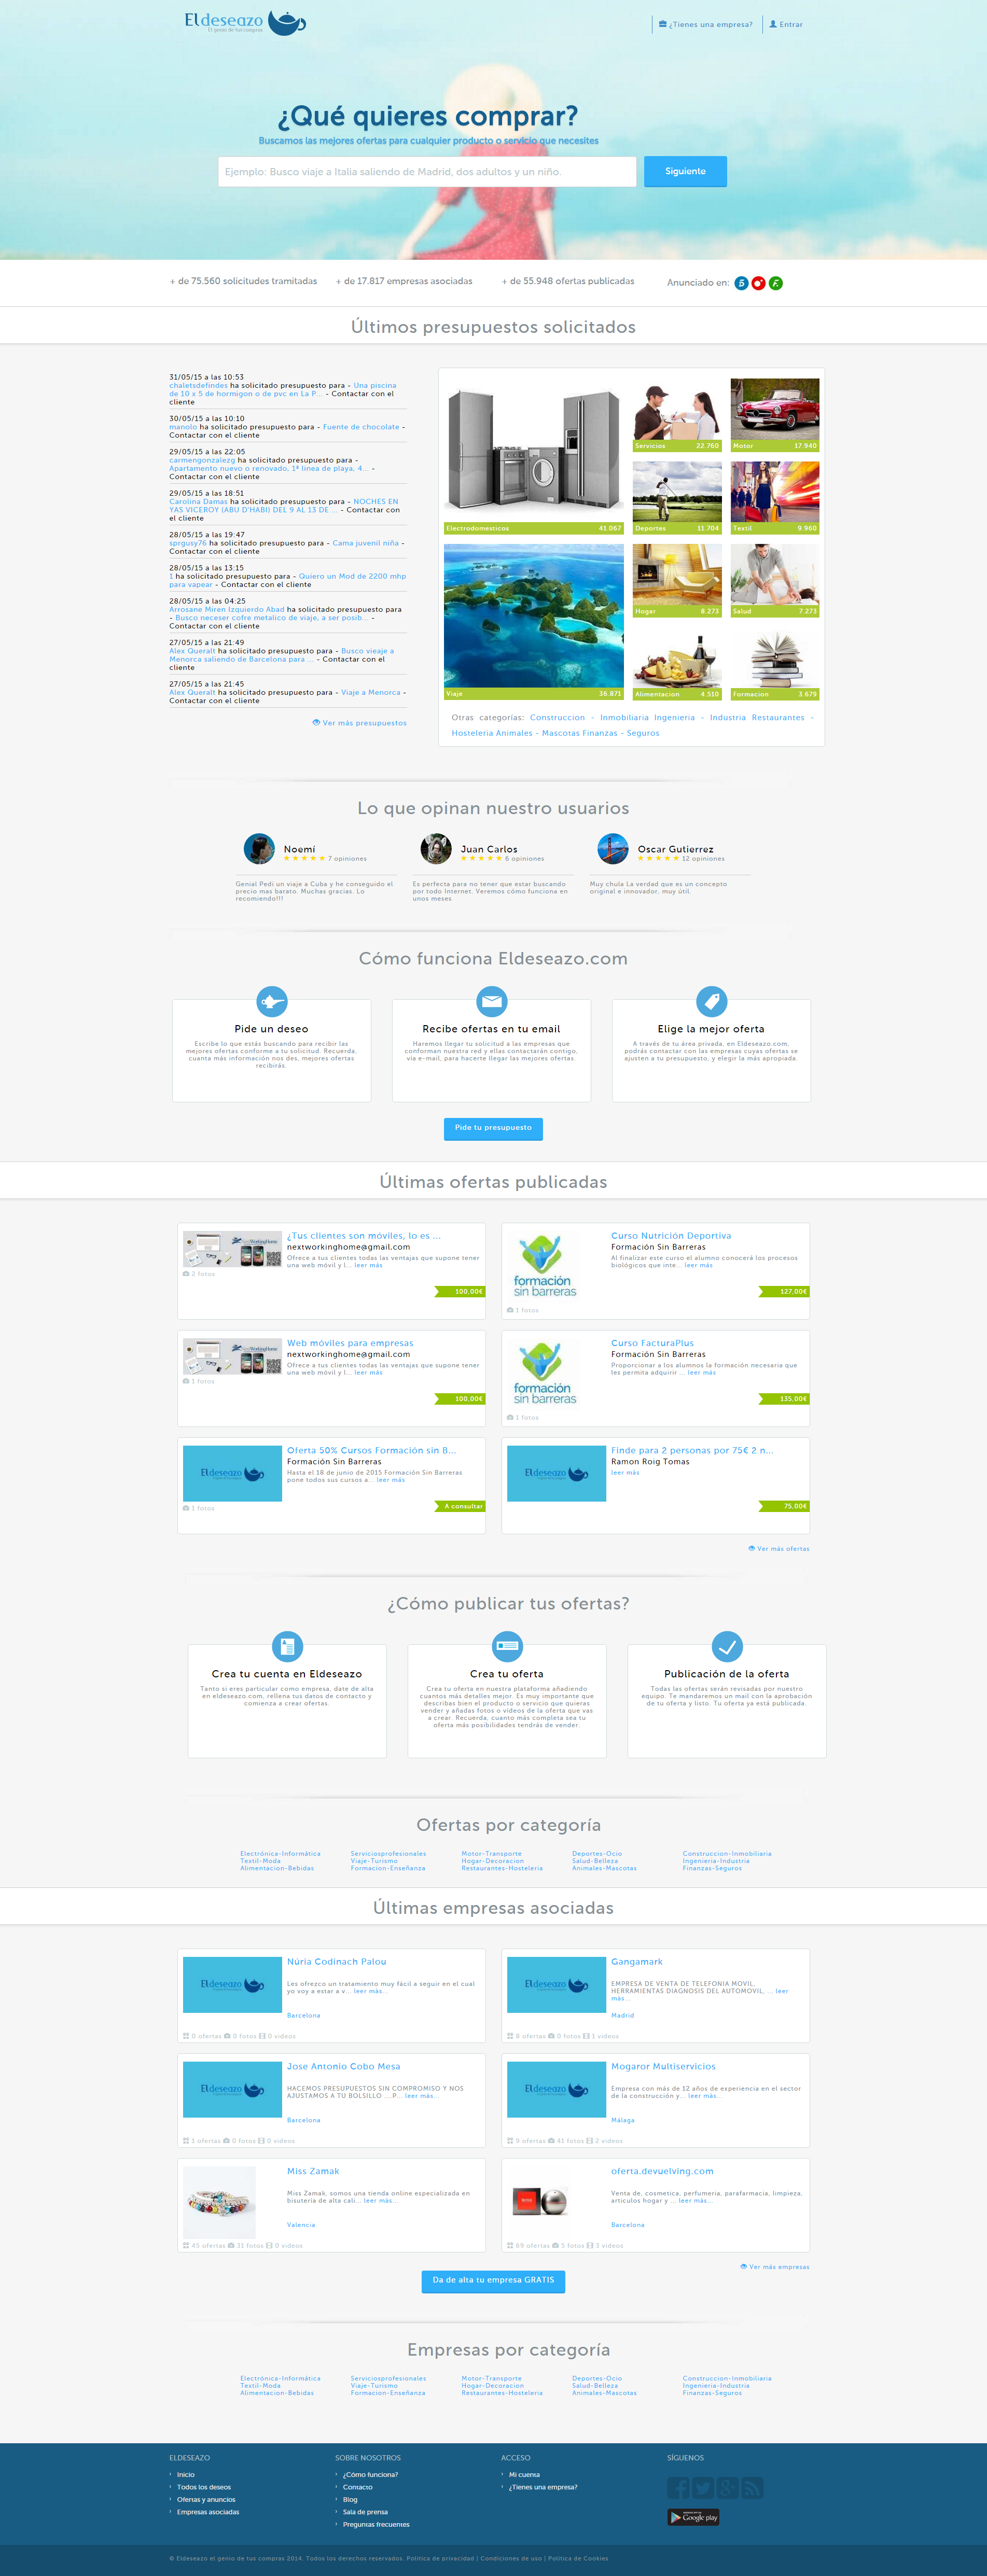 Eldeseazo
El genio de tus compras
¿Tienes una empresa?
Entrar
¿Qué quieres comprar?
Buscamos las mejores ofertas para cualquier producto o servicio que necesites
Ejemplo: Busco viaje a Italia saliendo de Madrid, dos adultos y un niño.
Siguiente
+ de 75.560 solicitudes tramitadas
+ de 17.817 empresas asociadas
+ de 55.948 ofertas publicadas
Anunciado en:
Últimos presupuestos solicitados
31/05/15 a las 10:53
chaletsdefindes ha solicitado presupuesto para - Una piscina
de 10 x 5 de hormigon o de pvc en La P... - Contactar con el
cliente
30/05/15 a las 10:10
manolo ha solicitado presupuesto para - Fuente de chocolate -
Contactar con el cliente
29/05/15 a las 22:05
carmengonzalezg ha solicitado presupuesto para -
Apartamento nuevo o renovado, 1ª linea de playa, 4... -
Contactar con el cliente
29/05/15 a las 18:51
Carolina Damas ha solicitado presupuesto para - NOCHES EN
YAS VICEROY (ABU D'HABI) DEL 9 AL 13 DE ... - Contactar con
el cliente
28/05/15 a las 19:47
sprgusy76 ha solicitado presupuesto para - Cama juvenil niña -
Contactar con el cliente
28/05/15 a las 13:15
1 ha solicitado presupuesto para - Quiero un Mod de 2200 mhp
para vapear - Contactar con el cliente
28/05/15 a las 04:25
Arrosane Miren Izquierdo Abad ha solicitado presupuesto para
- Busco neceser cofre metalico de viaje, a ser posib... -
Contactar con el cliente
27/05/15 a las 21:49
Alex Queralt ha solicitado presupuesto para - Busco vieaje a
Menorca saliendo de Barcelona para ... - Contactar con el
cliente
27/05/15 a las 21:45
Alex Queralt ha solicitado presupuesto para - Viaje a Menorca -
Contactar con el cliente
Ver más presupuestos
Electrodomesticos 41.067
Servicios 22.760
Motor 17.940
Deportes 11.704
Textil 9.960
Viaje 36.871
Hogar 8.273
Salud 7.273
Alimentacion 4.510
Formacion 3.679
Otras categorías: Construccion - Inmobiliaria Ingenieria - Industria Restaurantes -
Hosteleria Animales - Mascotas Finanzas - Seguros
Lo que opinan nuestro usuarios
Noemí
7 opiniones
Genial Pedi un viaje a Cuba y he conseguido el
precio mas barato. Muchas gracias. Lo
recomiendo!!!
Juan Carlos
6 opiniones
Es perfecta para no tener que estar buscando
por todo Internet. Veremos cómo funciona en
unos meses
Oscar Gutierrez
12 opiniones
Muy chula La verdad que es un concepto
original e innovador, muy útil.
Cómo funciona Eldeseazo.com
Pide un deseo
Escribe lo que estás buscando para recibir las
mejores ofertas conforme a tu solicitud. Recuerda,
cuanta más información nos des, mejores ofertas
recibirás.
Recibe ofertas en tu email
Haremos llegar tu solicitud a las empresas que
conforman nuestra red y ellas contactarán contigo,
vía e-mail, para hacerte llegar las mejores ofertas.
Elige la mejor oferta
A través de tu área privada, en Eldeseazo.com,
podrás contactar con las empresas cuyas ofertas se
ajusten a tu presupuesto, y elegir la más apropiada.
Pide tu presupuesto
Últimas ofertas publicadas
¿Tus clientes son móviles, lo es ...
nextworkinghome@gmail.com
Ofrece a tus clientes todas las ventajas que supone tener
una web móvil y l... leer más
2 fotos
100,00€
formación
sin barreras
Curso Nutrición Deportiva
Formación Sin Barreras
Al finalizar este curso el alumno conocerá los procesos
biológicos que inte... leer más
1 fotos
127,00€
Web móviles para empresas
nextworkinghome@gmail.com
Ofrece a tus clientes todas las ventajas que supone tener
una web móvil y l... leer más
1 fotos
100,00€
formación
sin barreras
Curso FacturaPlus
Formación Sin Barreras
Proporcionar a los alumnos la formación necesaria que
les permita adquirir ... leer más
1 fotos
135,00€
Eldeseazo
Oferta 50% Cursos Formación sin B...
Formación Sin Barreras
Hasta el 18 de junio de 2015 Formación Sin Barreras
pone todos sus cursos a... leer más
1 fotos
A consultar
Eldeseazo
Finde para 2 personas por 75€ 2 n...
Ramon Roig Tomas
leer más
75,00€
Ver más ofertas
¿Cómo publicar tus ofertas?
Crea tu cuenta en Eldeseazo
Tanto si eres particular como empresa, date de alta
en eldeseazo.com, rellena tus datos de contacto y
comienza a crear ofertas.
Crea tu oferta
Crea tu oferta en nuestra plataforma añadiendo
cuantos más detalles mejor. Es muy importante que
describas bien el producto o servicio que quieras
vender y añadas fotos o vídeos de la oferta que vas
a crear. Recuerda, cuanto más completa sea tu
oferta más posibilidades tendrás de vender.
Publicación de la oferta
Todas las ofertas serán revisadas por nuestro
equipo. Te mandaremos un mail con la aprobación
de tu oferta y listo. Tu oferta ya está publicada.
Ofertas por categoría
Electrónica-Informática Serviciosprofesionales Motor-Transporte Deportes-Ocio Construccion-Inmobiliaria
Textil-Moda Viaje-Turismo Hogar-Decoracion Salud-Belleza Ingenieria-Industria
Alimentacion-Bebidas Formacion-Enseñanza Restaurantes-Hosteleria Animales-Mascotas Finanzas-Seguros
Últimas empresas asociadas
Eldeseazo
Núria Codinach Palou
Les ofrezco un tratamiento muy fácil a seguir en el cual
yo voy a estar a v... leer más...
Barcelona
0 ofertas 0 fotos 0 videos
Eldeseazo
Gangamark
EMPRESA DE VENTA DE TELEFONIA MOVIL,
HERRAMIENTAS DIAGNOSIS DEL AUTOMOVIL, ... leer
más...
Madrid
8 ofertas 0 fotos 1 videos
Eldeseazo
Jose Antonio Cobo Mesa
HACEMOS PRESUPUESTOS SIN COMPROMISO Y NOS
AJUSTAMOS A TU BOLSILLO ....P... leer más...
Barcelona
1 ofertas 0 fotos 0 videos
Eldeseazo
Mogaror Multiservicios
Empresa con más de 12 años de experiencia en el sector
de la construcción y... leer más...
Málaga
9 ofertas 41 fotos 2 videos
Miss Zamak
Miss Zamak, somos una tienda online especializada en
bisutería de alta cali... leer más...
Valencia
45 ofertas 21 fotos 0 videos
oferta.devuelving.com
Venta de, cosmetica, perfumeria, parafarmacia, limpieza,
articulos hogar y ... leer más...
Barcelona
69 ofertas 5 fotos 3 videos
Ver más empresas
Da de alta tu empresa GRATIS
Empresas por categoría
Electrónica-Informática Serviciosprofesionales Motor-Transporte Deportes-Ocio Construccion-Inmobiliaria
Textil-Moda Viaje-Turismo Hogar-Decoracion Salud-Belleza Ingenieria-Industria
Alimentacion-Bebidas Formacion-Enseñanza Restaurantes-Hosteleria Animales-Mascotas Finanzas-Seguros
ELDESEAZO
Inicio
Todos los deseos
Ofertas y anuncios
Empresas asociadas
SOBRE NOSOTROS
¿Cómo funciona?
Contacto
Blog
Sala de prensa
Preguntas frecuentes
ACCESO
Mi cuenta
¿Tienes una empresa?
SÍGUENOS
Google play
© Eldeseazo el genio de tus compras 2014. Todos los derechos reservados. Política de privacidad | Condiciones de uso | Política de Cookies